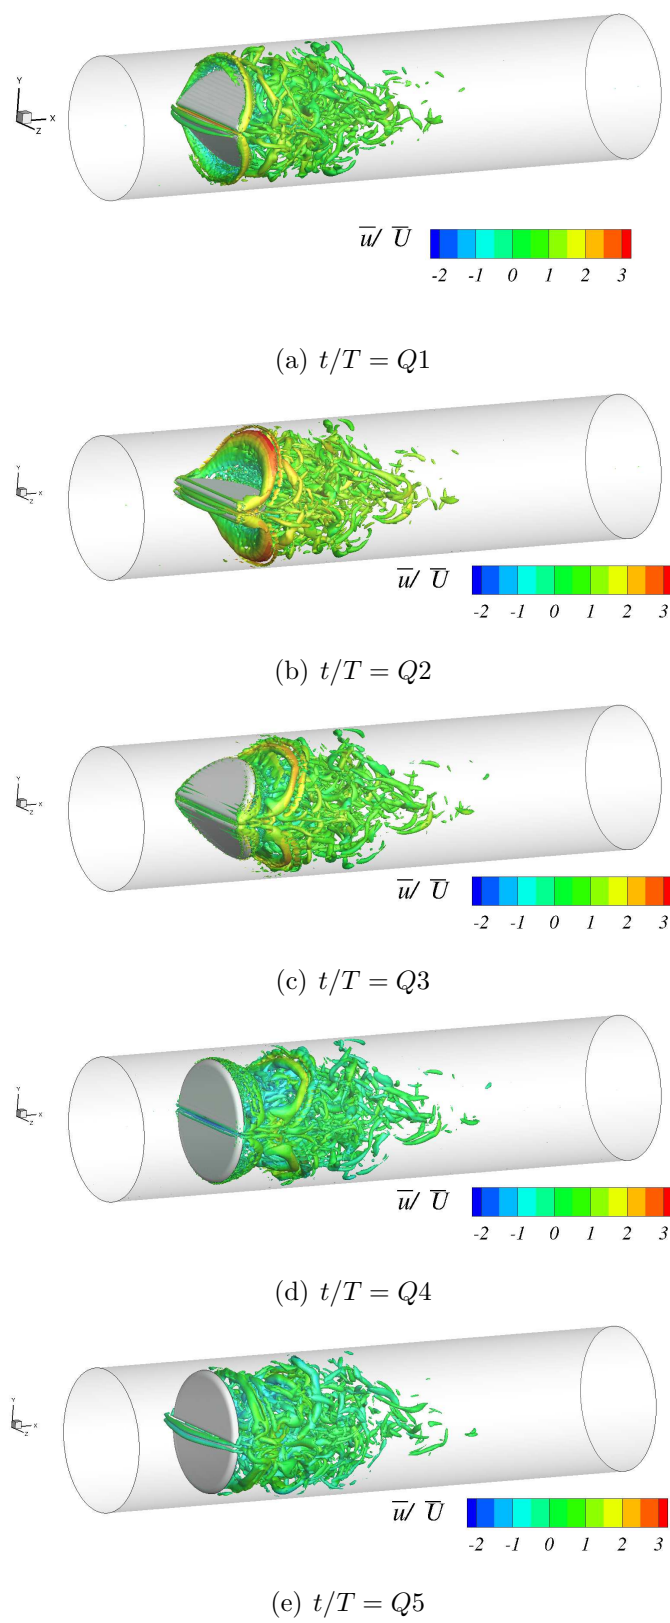 Y
X
Z
u̅/ U̅
-2 -1 0 1 2 3
(a) t/T = Q1
Y
X
Z
u̅/ U̅
-2 -1 0 1 2 3
(b) t/T = Q2
Y
X
Z
u̅/ U̅
-2 -1 0 1 2 3
(c) t/T = Q3
Y
X
Z
u̅/ U̅
-2 -1 0 1 2 3
(d) t/T = Q4
Y
X
Z
u̅/ U̅
-2 -1 0 1 2 3
(e) t/T = Q5